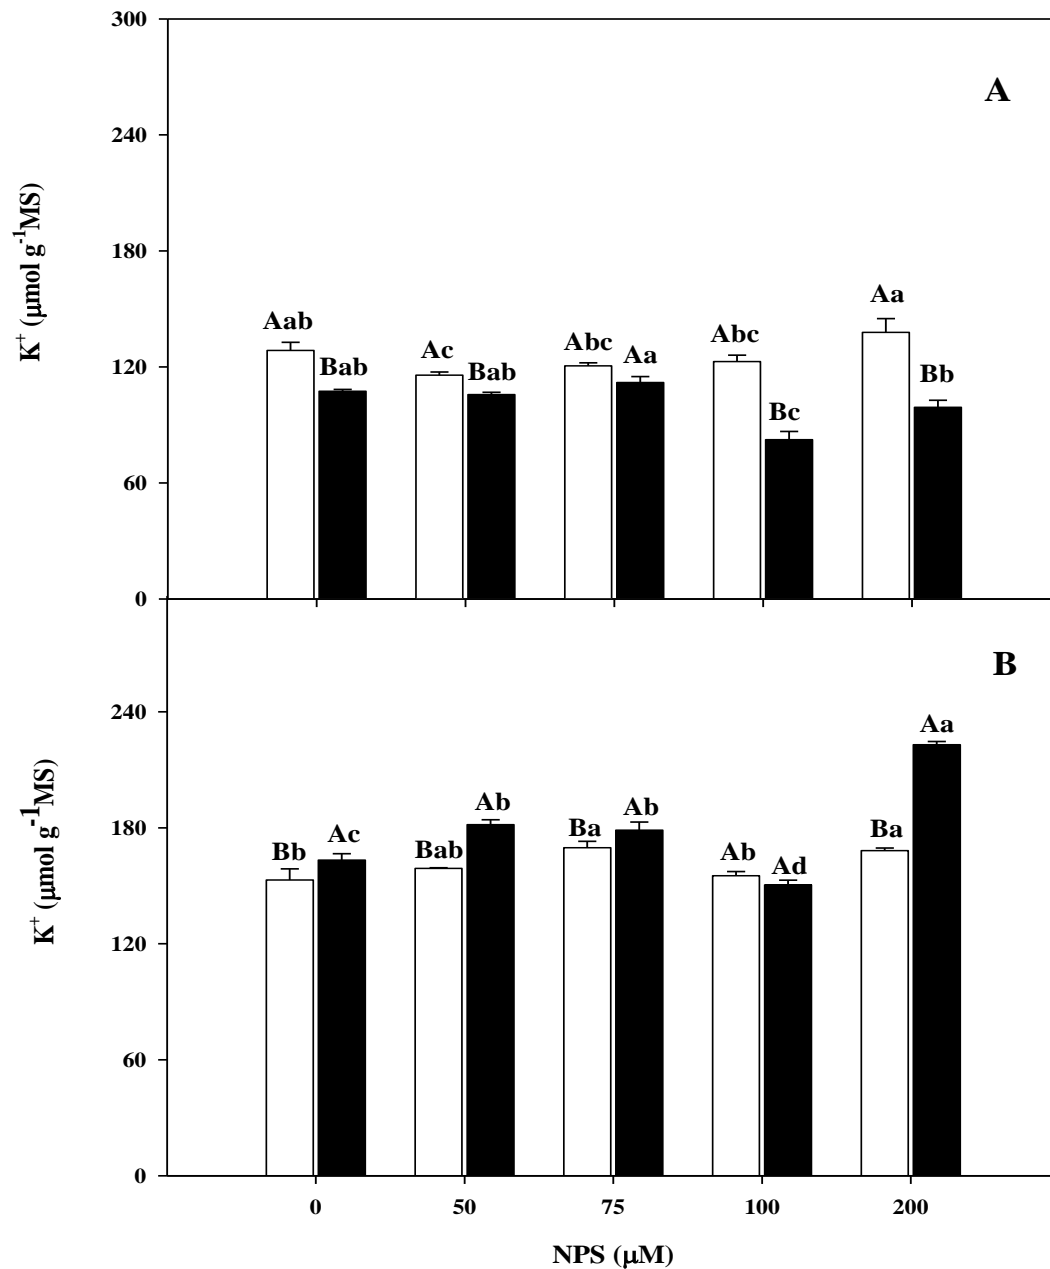 300
A
240
K⁺ (μmol g⁻¹MS)
180
Aa
Aab
Abc
Abc
Ac
Aa
120
Bab
Bab
Bb
Bc
60
0
B
240
Aa
K⁺ (μmol g⁻¹MS)
Ab
Ab
180
Ba
Ba
Ac
Bb
Bab
Ab
Ad
120
60
0
0 50 75 100 200
NPS (μM)